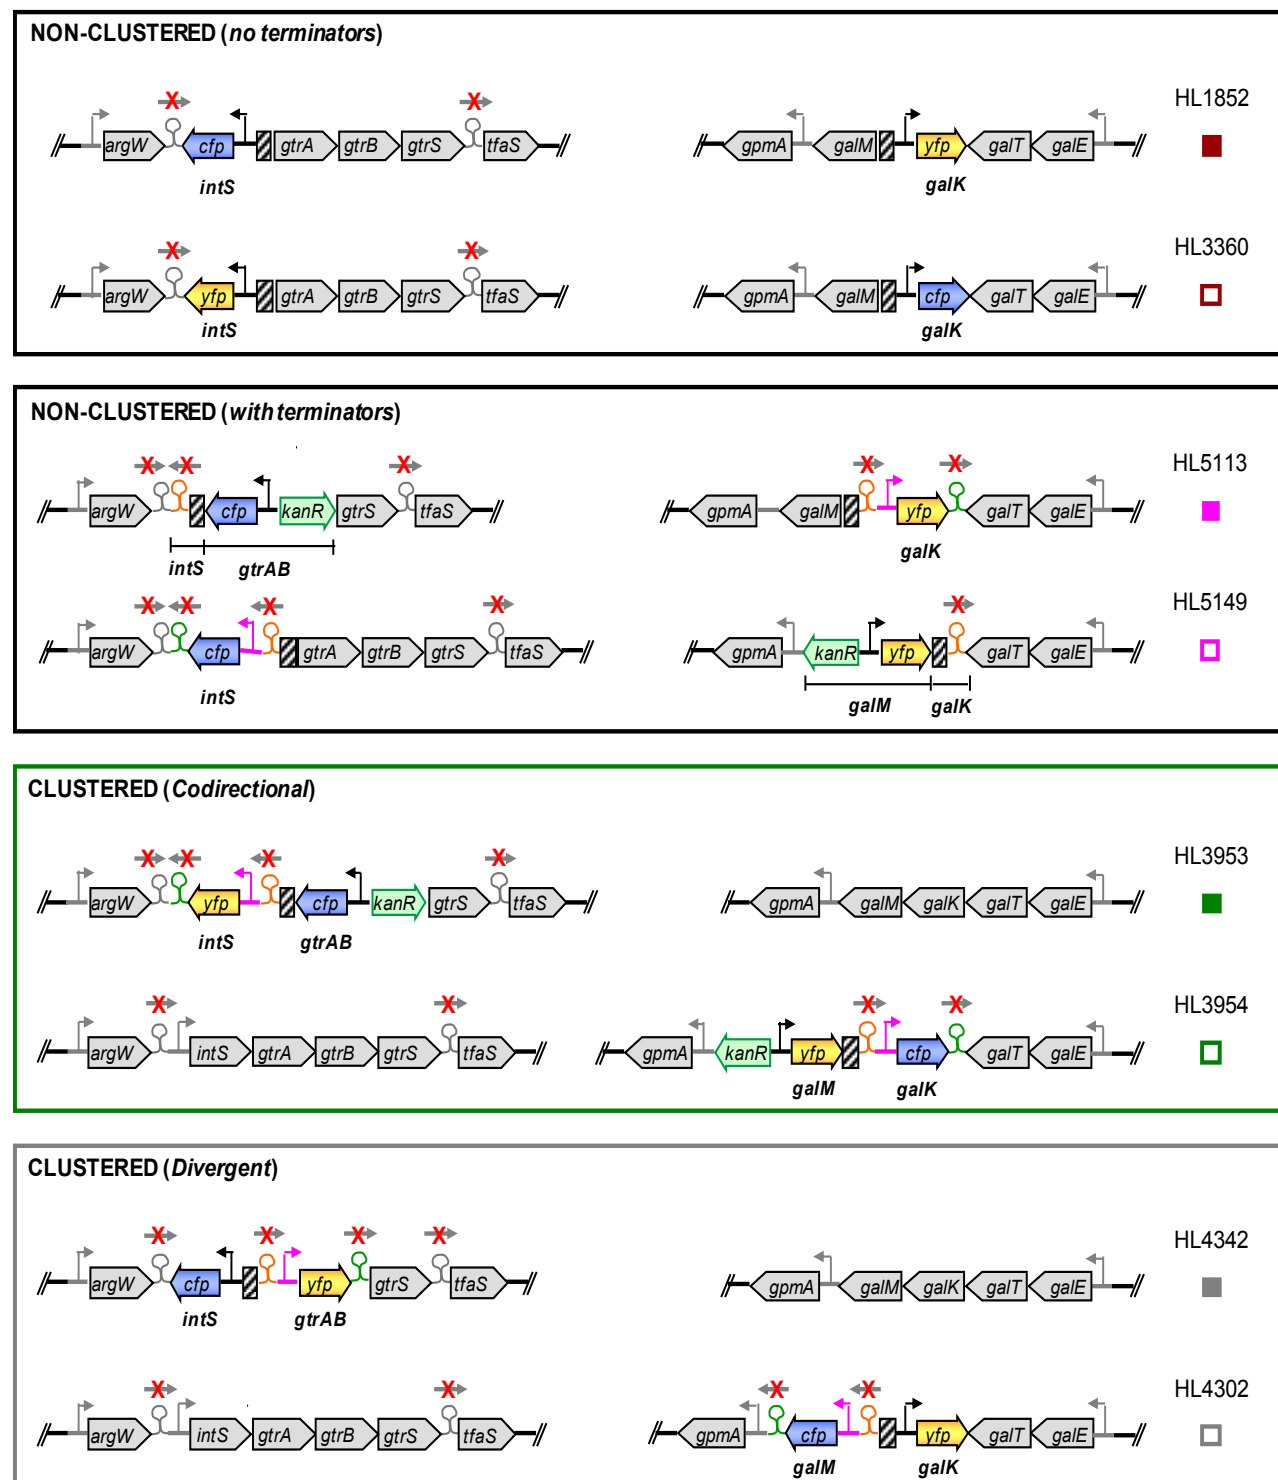 NON-CLUSTERED (no terminators)
HL1852
argW cfp gtrA gtrB gtrS tfaS gpmA galM yfp galT galE
intS galK
HL3360
argW yfp gtrA gtrB gtrS tfaS gpmA galM cfp galT galE
intS galK
NON-CLUSTERED (with terminators)
HL5113
argW cfp kanR gtrS tfaS gpmA galM yfp galT galE
galK
intS gtrAB
HL5149
argW cfp gtrA gtrB gtrS tfaS gpmA kanR yfp galT galE
intS galM galK
CLUSTERED (Codirectional)
HL3953
argW yfp cfp kanR gtrS tfaS gpmA galM galK galT galE
intS gtrAB
HL3954
argW intS gtrA gtrB gtrS tfaS gpmA kanR yfp cfp galT galE
galM galK
CLUSTERED (Divergent)
HL4342
argW cfp yfp gtrS tfaS gpmA galM galK galT galE
intS gtrAB
HL4302
argW intS gtrA gtrB gtrS tfaS gpmA cfp yfp galT galE
galM galK